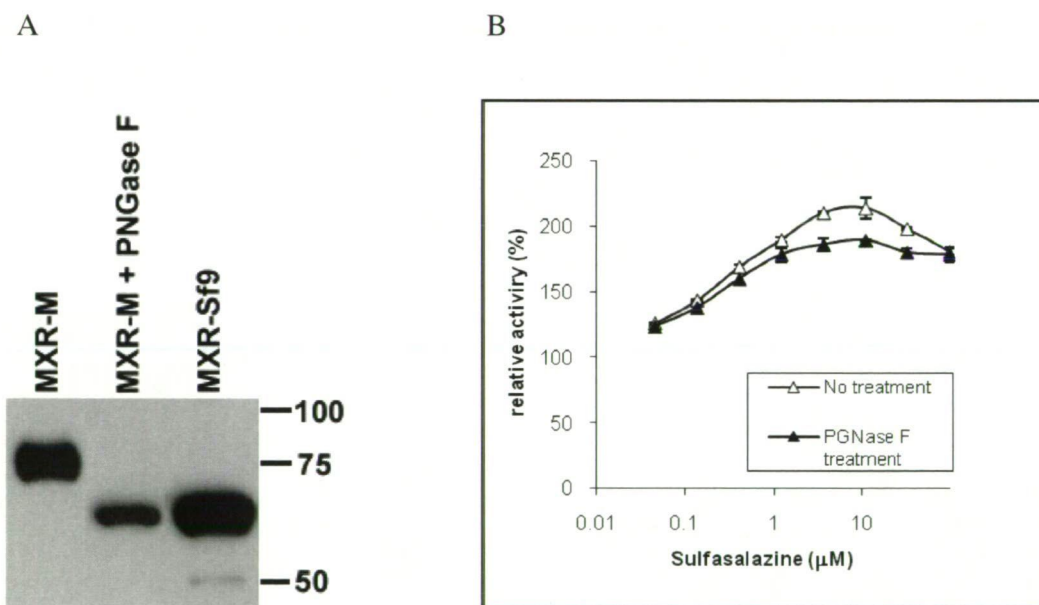 A
MXR-M
MXR-M + PNGase F
MXR-Sf9
100
75
50
B
250
200
150
100
50
0
relative activiry (%)
0.01 0.1 1 10
Sulfasalazine (µM)
No treatment
PGNase F
treatment